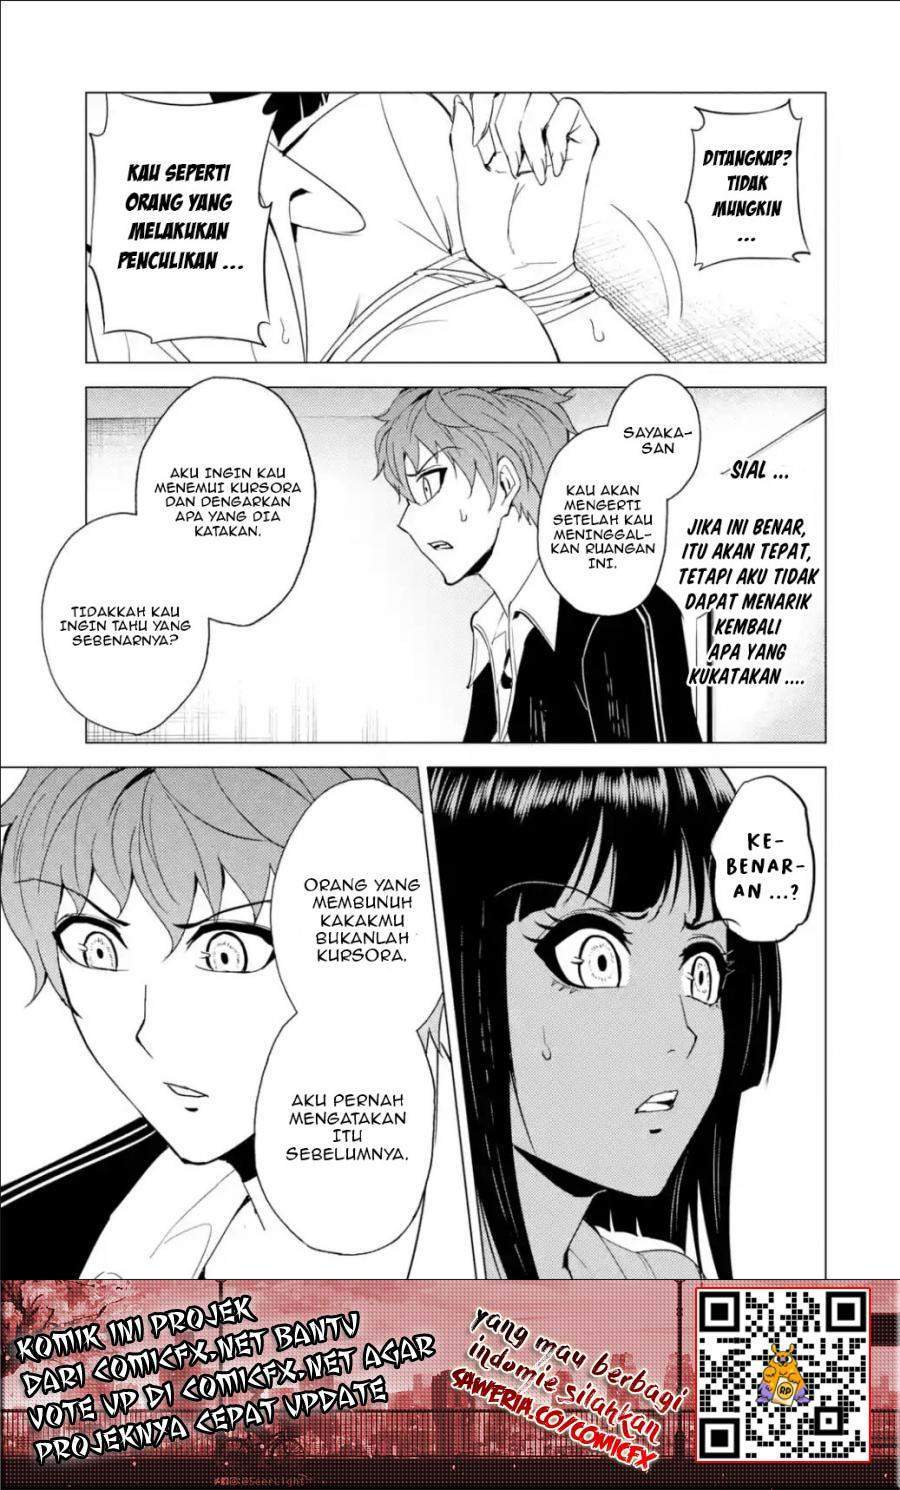 DITANGKAP?
TIDAK
MUNGKIN
...
KAU SEPERTI
ORANG YANG
MELAKUKAN
PENCULIKAN ...
SIAL ...
JIKA INI BENAR,
ITU AKAN TEPAT,
TETAPI AKU TIDAK
DAPAT MENARIK
KEMBALI
APA YANG
KUKATAKAN ....
SAYAKA-
SAN
KAU AKAN
MENGERTI
SETELAH KAU
MENINGGAL-
KAN RUANGAN
INI.
AKU INGIN KAU
MENEMUI KURSORA
DAN DENGARKAN
APA YANG DIA
KATAKAN.
TIDAKKAH KAU
INGIN TAHU YANG
SEBENARNYA?
KE-
BENAR-
AN ...?
ORANG YANG
MEMBUNUH
KAKAKMU
BUKANLAH
KURSORA.
AKU PERNAH
MENGATAKAN
ITU
SEBELUMNYA.
KOMIK INI PROJEK
DARI COMICFX.NET BANTU
VOTE UP DI COMICFX.NET AGAR
PROJEKNYA CEPAT UPDATE
yang mau berbagi
indomie silahkan
SAWERIA.CO/COMICFX
RP